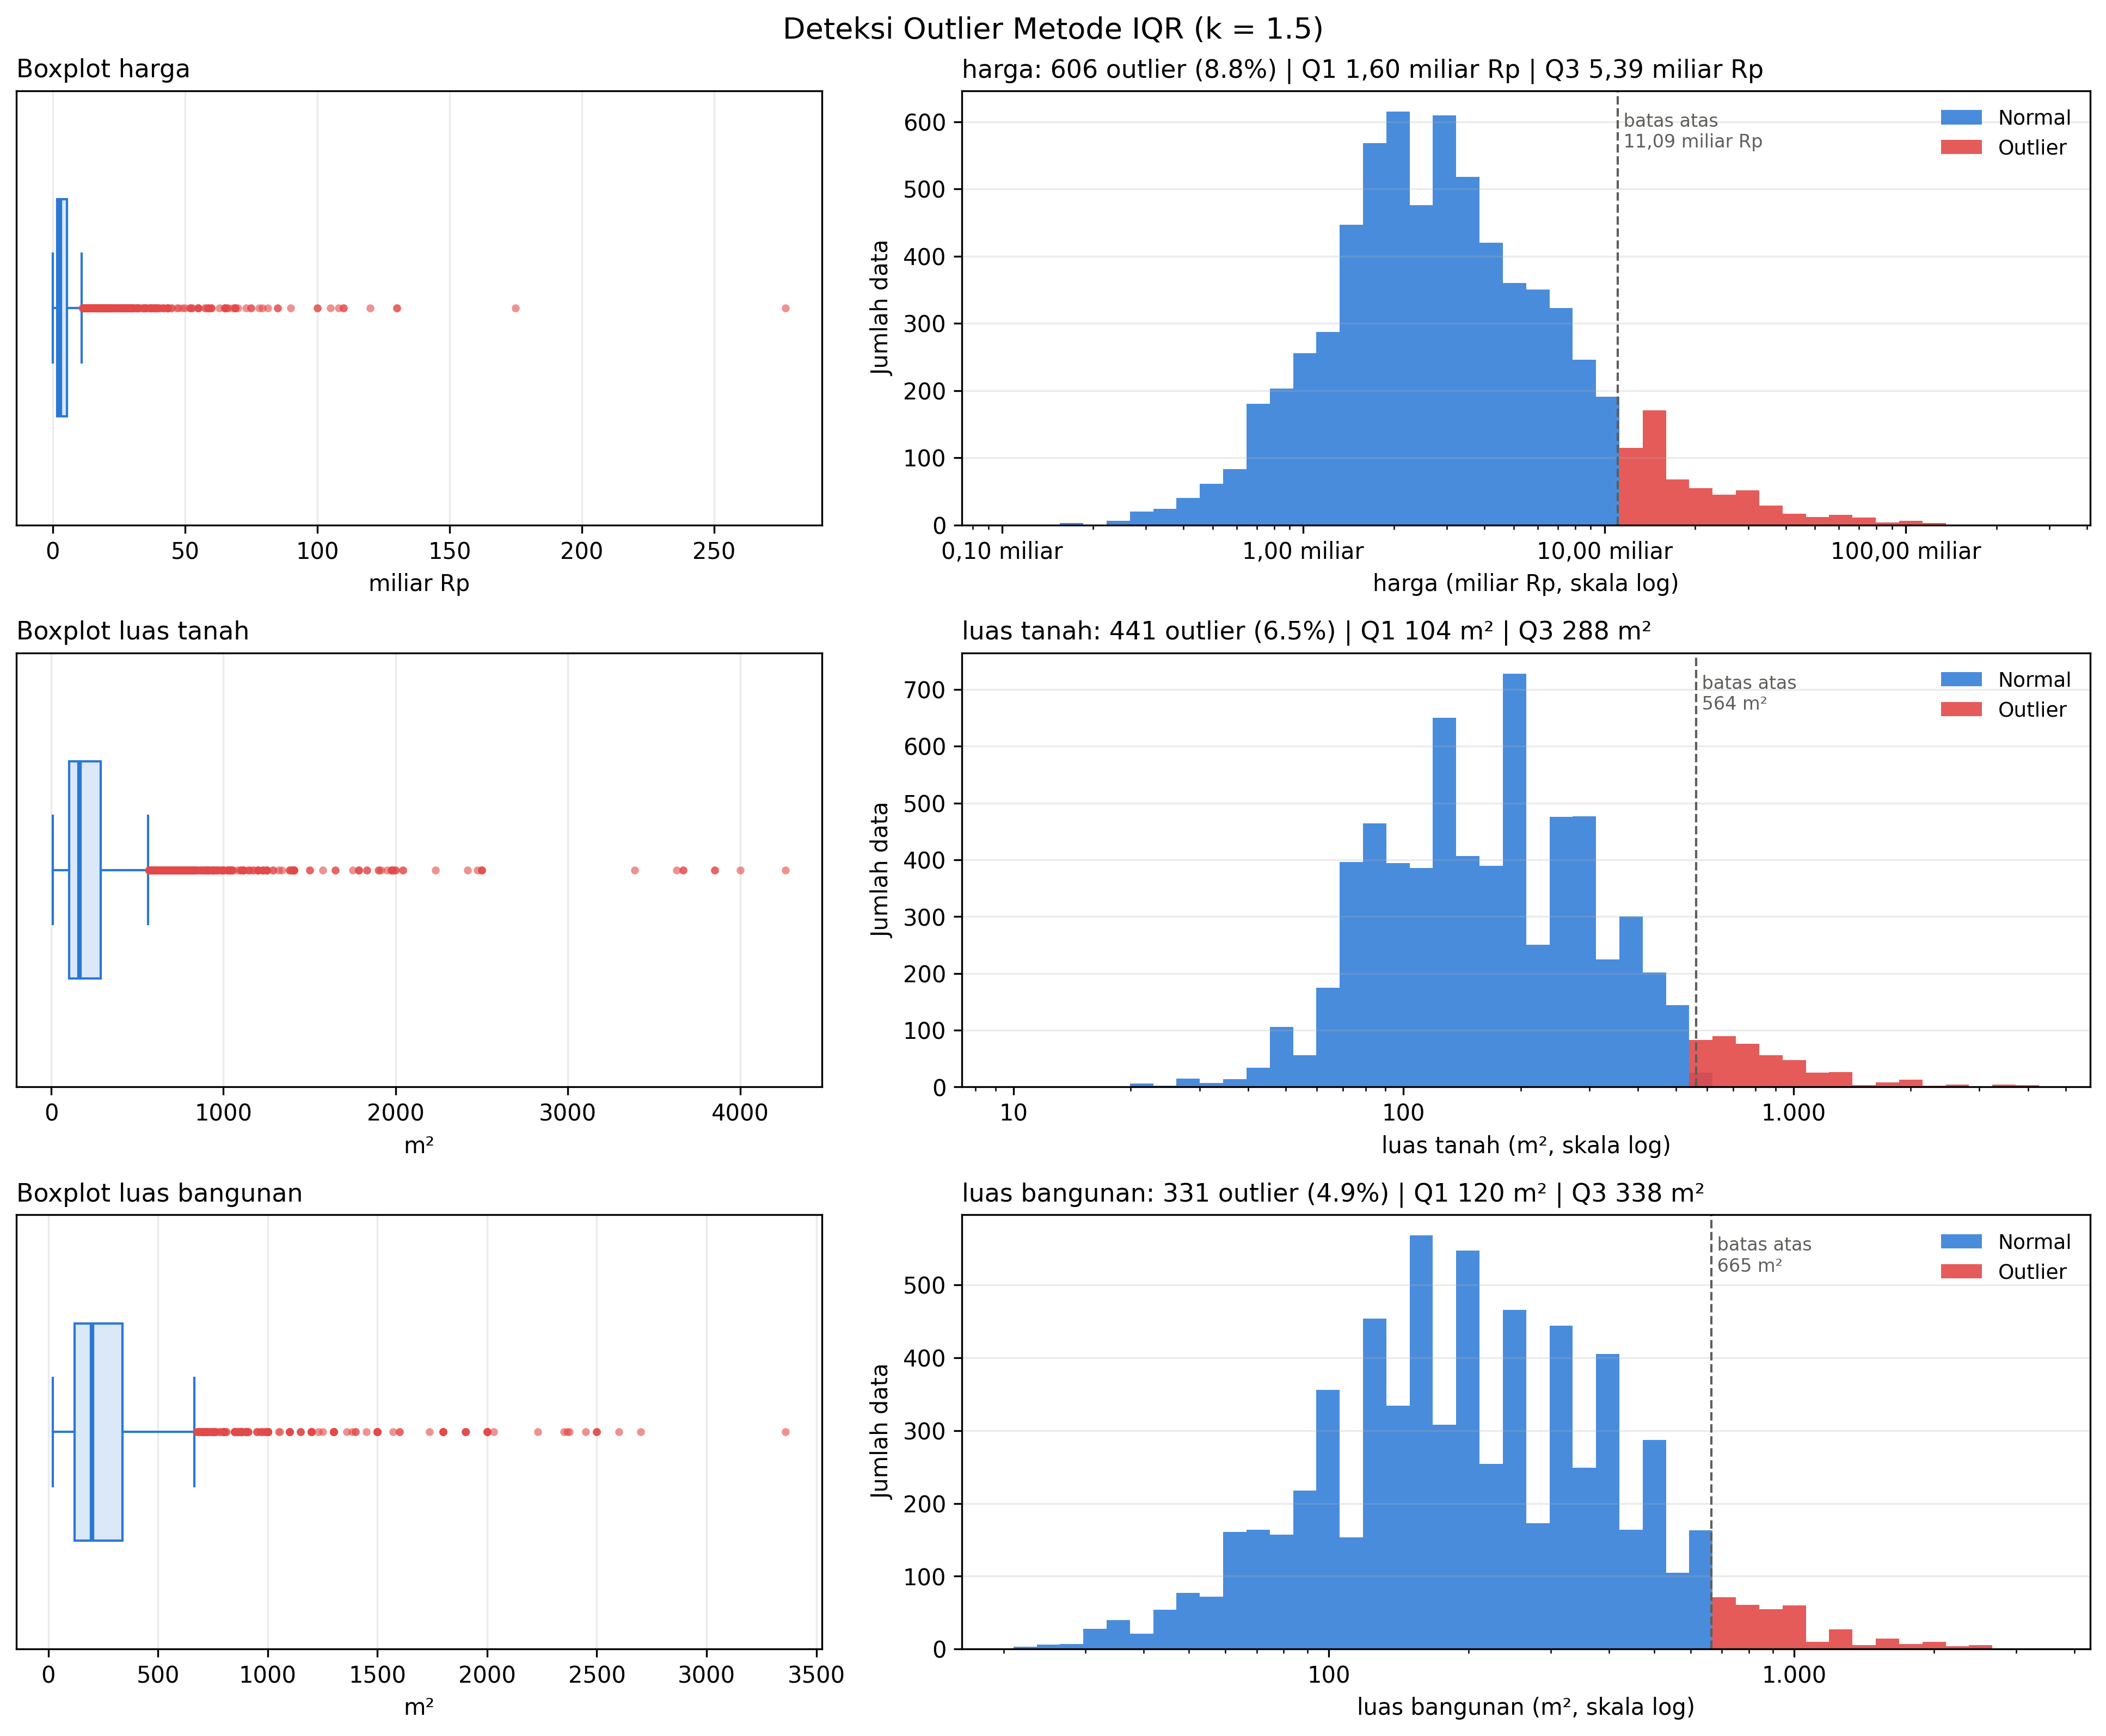 Deteksi Outlier Metode IQR (k = 1.5)
Boxplot harga
0 50 100 150 200 250
miliar Rp
harga: 606 outlier (8.8%) | Q1 1,60 miliar Rp | Q3 5,39 miliar Rp
Jumlah data
600
500
400
300
200
100
0
batas atas
11,09 miliar Rp
Normal
Outlier
0,10 miliar 1,00 miliar 10,00 miliar 100,00 miliar
harga (miliar Rp, skala log)
Boxplot luas tanah
0 1000 2000 3000 4000
m²
luas tanah: 441 outlier (6.5%) | Q1 104 m² | Q3 288 m²
Jumlah data
700
600
500
400
300
200
100
0
batas atas
564 m²
Normal
Outlier
10 100 1.000
luas tanah (m², skala log)
Boxplot luas bangunan
0 500 1000 1500 2000 2500 3000 3500
m²
luas bangunan: 331 outlier (4.9%) | Q1 120 m² | Q3 338 m²
Jumlah data
500
400
300
200
100
0
batas atas
665 m²
Normal
Outlier
100 1.000
luas bangunan (m², skala log)